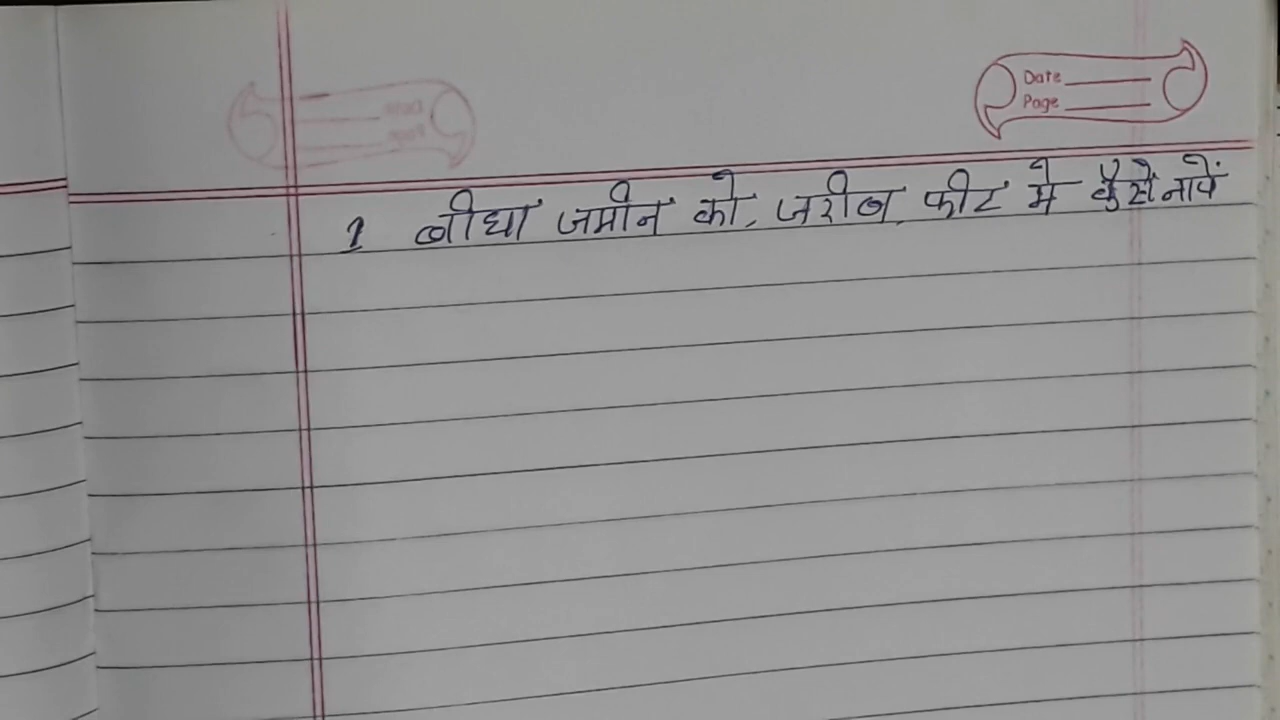 Date
Page
1 बीघा जमीन को, जरीब, फीट मे कैसे नापें